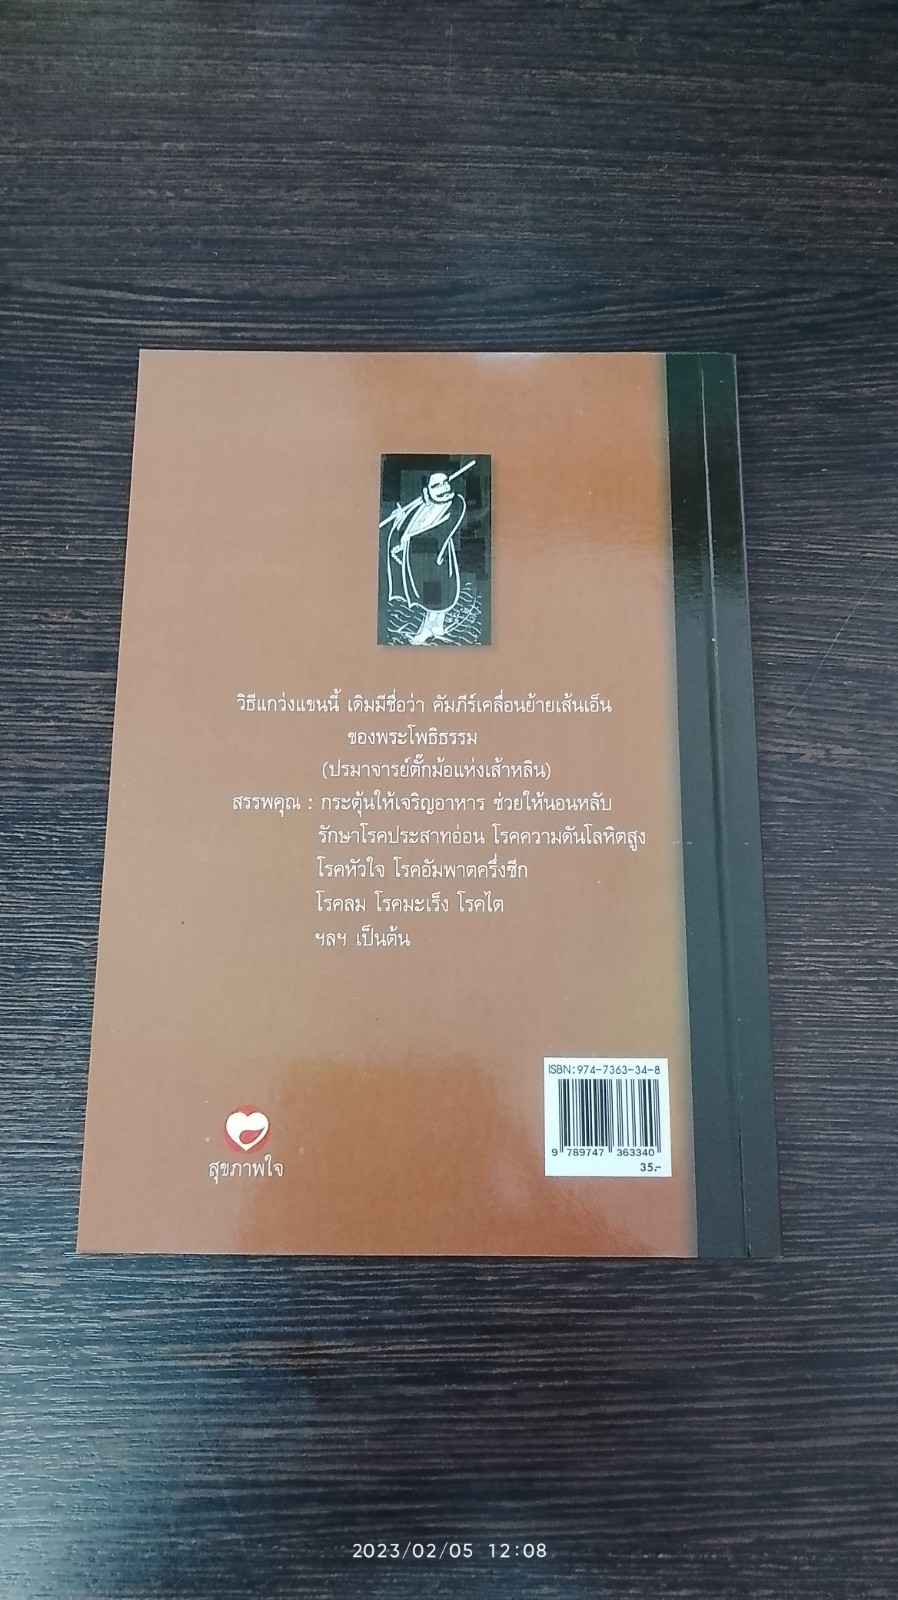 วิธีแกว่งแขนนี้ เดิมมีชื่อว่า คัมภีร์เคลื่อนย้ายเส้นเอ็น
ของพระโพธิธรรม
(ปรมาจารย์ตั๊กม้อแห่งเส้าหลิน)
สรรพคุณ : กระตุ้นให้เจริญอาหาร ช่วยให้นอนหลับ
รักษาโรคประสาทอ่อน โรคความดันโลหิตสูง
โรคหัวใจ โรคอัมพาตครึ่งซีก
โรคลม โรคมะเร็ง โรคไต
ฯลฯ เป็นต้น
ISBN:974-7363-34-8
9 789747 363340
35.-
สุขภาพใจ
2023/02/05 12:08